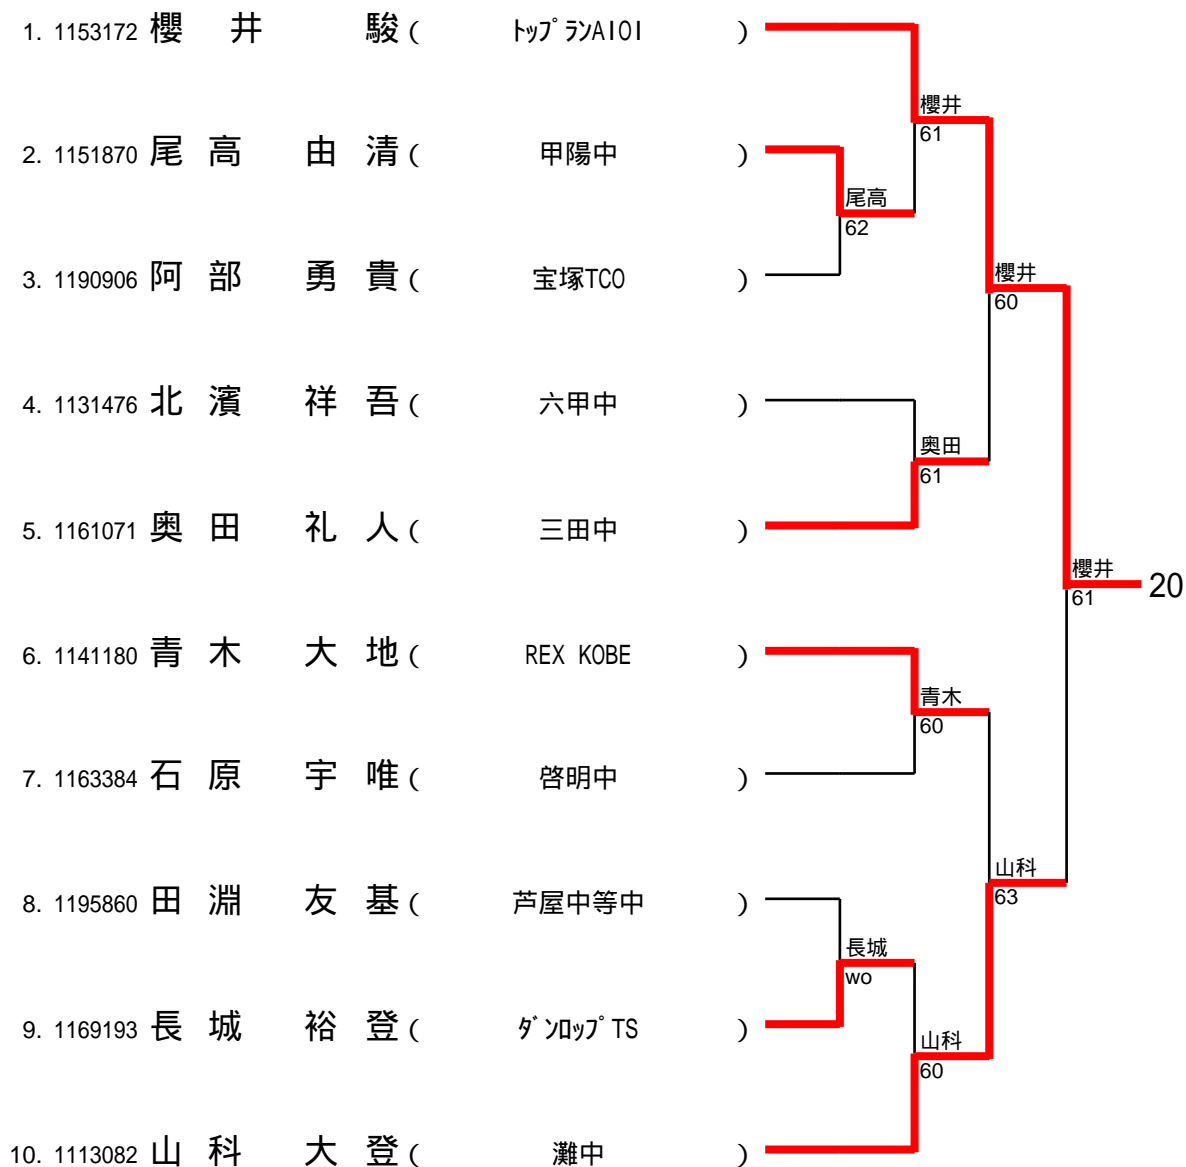 1. 1153172 櫻 井 駿 ( ﾄｯﾌﾟﾗﾝAIOI )
櫻井
61
2. 1151870 尾 高 由 清 ( 甲陽中 )
尾高
62
3. 1190906 阿 部 勇 貴 ( 宝塚TCO )
櫻井
60
4. 1131476 北 濱 祥 吾 ( 六甲中 )
奥田
61
5. 1161071 奥 田 礼 人 ( 三田中 )
櫻井
61
20
6. 1141180 青 木 大 地 ( REX KOBE )
青木
60
7. 1163384 石 原 宇 唯 ( 啓明中 )
山科
63
8. 1195860 田 淵 友 基 ( 芦屋中等中 )
長城
wo
9. 1169193 長 城 裕 登 ( ﾀﾞﾝﾛｯﾌﾟTS )
山科
60
10. 1113082 山 科 大 登 ( 灘中 )